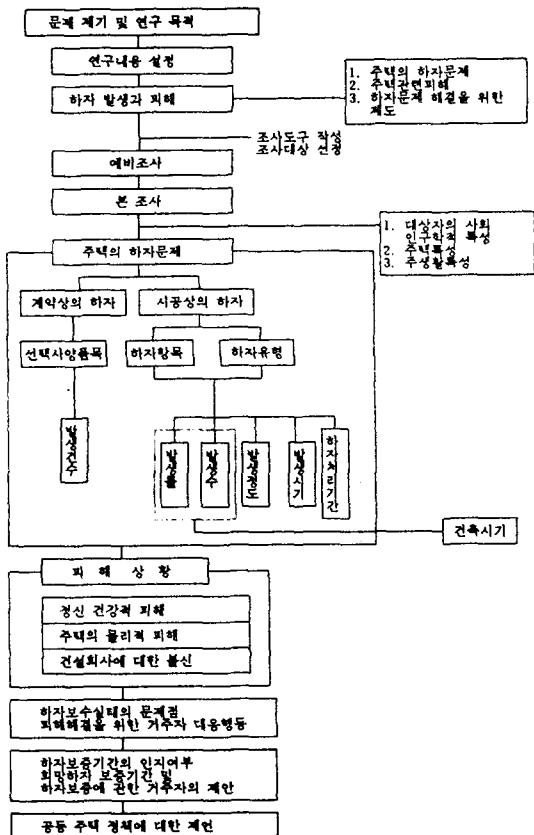 문제 제기 및 연구 목적
연구내용 설정
하자 발생과 피해
1. 주택의 하자문제
2. 주택관련피해
3. 하자문제 해결을 위한
제도
조사도구 작성
조사대상 선정
예비조사
본 조사
1. 대상자의 사회
인구학적 특성
2. 주택특성
3. 주생활특성
주택의 하자문제
계약상의 하자
시공상의 하자
선택사양품목
하자항목
하자유형
발생건수
발생률
발생수
발생정도
발생시기
하자처리기간
건축시기
피 해 상 황
정신 건강적 피해
주택의 물리적 피해
건설회사에 대한 불신
하자보수실태의 문제점
피해해결을 위한 거주자 대응행동
하자보증기간의 인지여부
희망하자 보증기간 및
하자보증에 관한 거주자의 제안
공동 주택 정책에 대한 제언